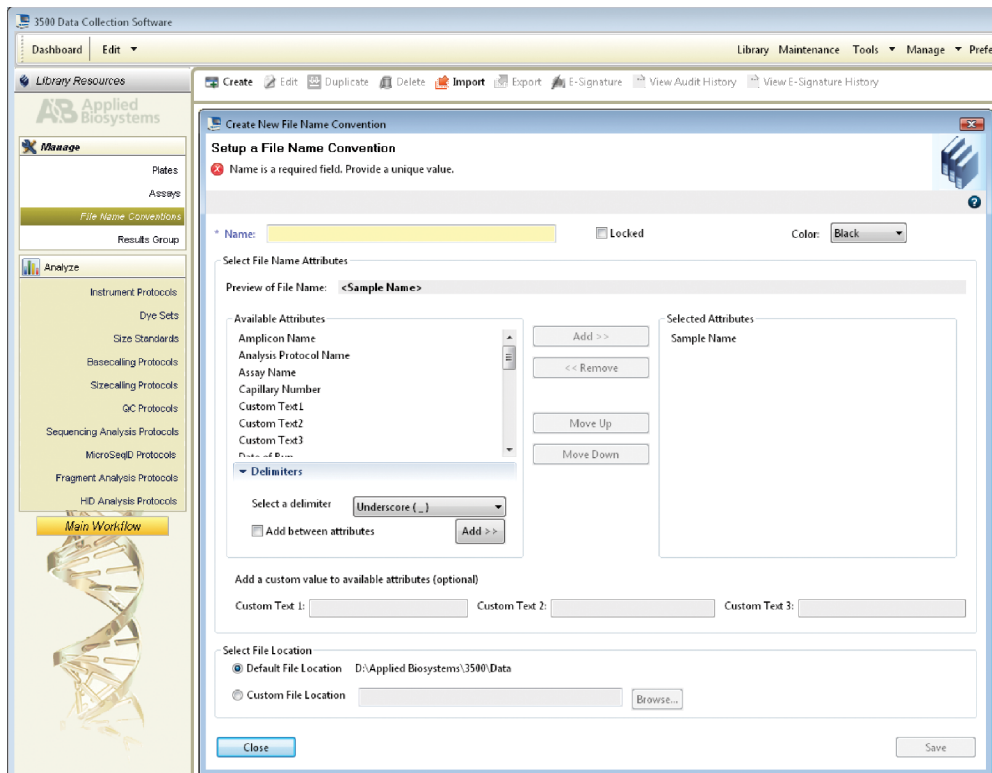 3500 Data Collection Software
Dashboard Edit
Library Maintenance Tools Manage Prefe
Library Resources
Create Edit Duplicate Delete Import Export E-Signature View Audit History View E-Signature History
AB Applied Biosystems
Manage
Plates
Assays
File Name Conventions
Results Group
Analyze
Instrument Protocols
Dye Sets
Size Standards
Basecalling Protocols
Sizecalling Protocols
QC Protocols
Sequencing Analysis Protocols
MicroSeqID Protocols
Fragment Analysis Protocols
HID Analysis Protocols
Main Workflow
Create New File Name Convention
Setup a File Name Convention
Name is a required field. Provide a unique value.
* Name: Locked Color: Black
Select File Name Attributes
Preview of File Name: <Sample Name>
Available Attributes
Amplicon Name
Analysis Protocol Name
Assay Name
Capillary Number
Custom Text1
Custom Text2
Custom Text3
Date of Run
Delimiters
Select a delimiter Underscore (_)
Add between attributes Add >>
Add >>
<< Remove
Move Up
Move Down
Selected Attributes
Sample Name
Add a custom value to available attributes (optional)
Custom Text 1: Custom Text 2: Custom Text 3:
Select File Location
Default File Location D:\Applied Biosystems\3500\Data
Custom File Location Browse...
Close Save